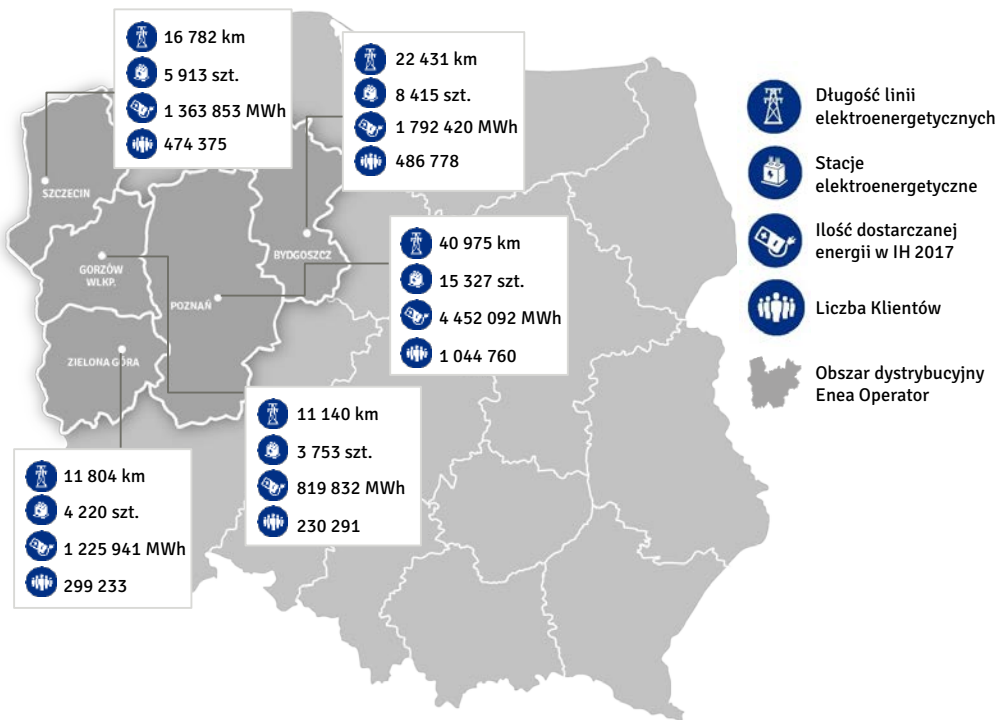 16 782 km
5 913 szt.
1 363 853 MWh
474 375
22 431 km
8 415 szt.
1 792 420 MWh
486 778
Długość linii
elektroenergetycznych
Stacje
elektroenergetyczne
Ilość dostarczanej
energii w IH 2017
Liczba Klientów
Obszar dystrybucyjny
Enea Operator
SZCZECIN
BYDGOSZCZ
GORZÓW
WLKP.
POZNAŃ
ZIELONA GÓRA
40 975 km
15 327 szt.
4 452 092 MWh
1 044 760
11 140 km
3 753 szt.
819 832 MWh
230 291
11 804 km
4 220 szt.
1 225 941 MWh
299 233